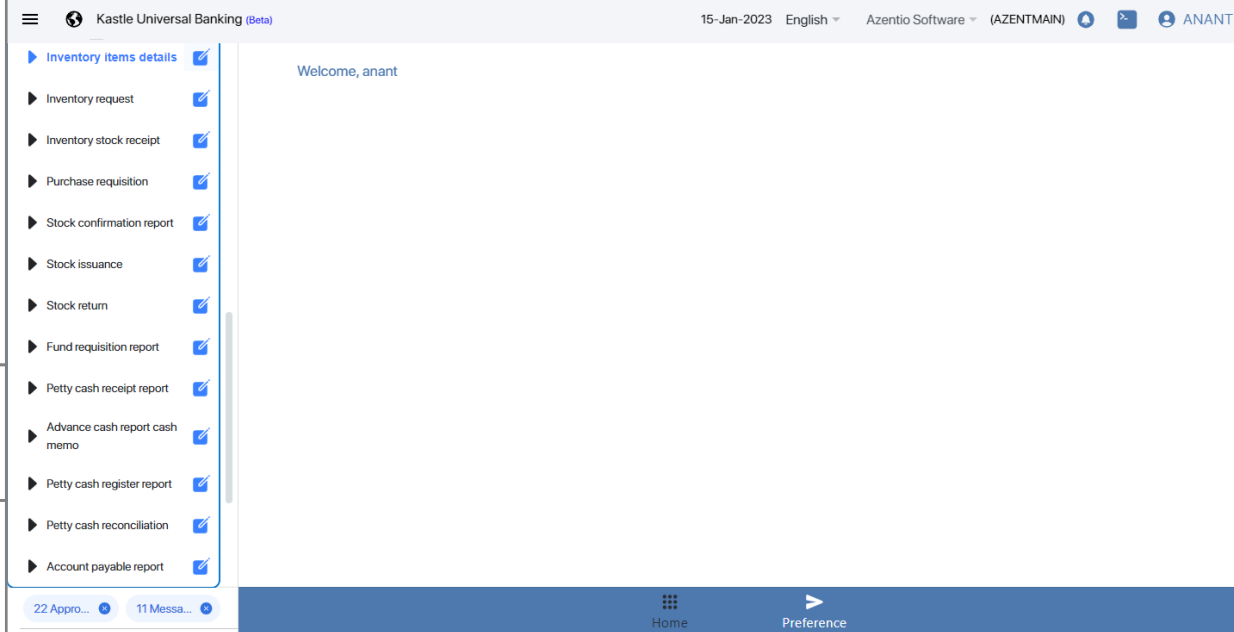 Kastle Universal Banking (Beta)
15-Jan-2023 English Azentio Software (AZENTMAIN) ANANT
Inventory items details
Inventory request
Inventory stock receipt
Purchase requisition
Stock confirmation report
Stock issuance
Stock return
Fund requisition report
Petty cash receipt report
Advance cash report cash
memo
Petty cash register report
Petty cash reconciliation
Account payable report
22 Appro...
11 Messa...
Welcome, anant
Home
Preference